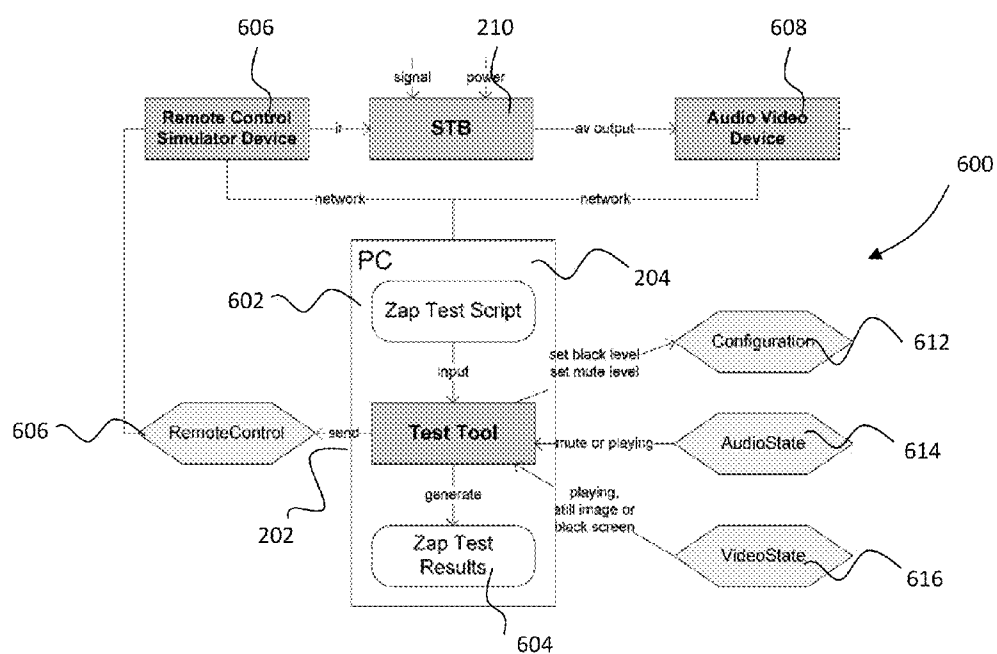 606
210
608
signal
power
Remote Control
Simulator Device
ir
STB
av output
Audio Video
Device
600
network
network
PC
204
602
Zap Test Script
set black level
set mute level
Configuration
612
input
606
RemoteControl
send
Test Tool
mute or playing
AudioState
614
generate
playing,
still image or
black screen
202
Zap Test
Results
VideoState
616
604